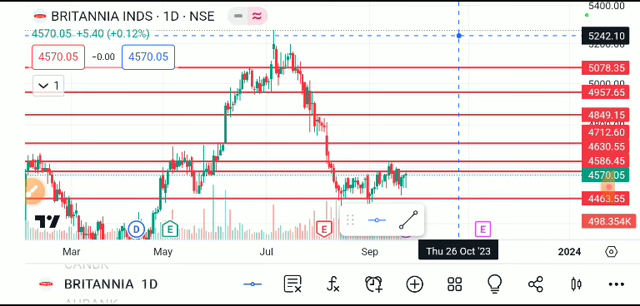 BRITANNIA INDS · 1D · NSE
4570.05 +5.40 (+0.12%)
4570.05 −0.00 4570.05
1
5400.00
5242.10
5078.35
5000.00
4957.65
4849.15
4712.60
4630.55
4586.45
4570.05
4463.55
498.354K
D E E E
Mar May Jul Sep Thu 26 Oct '23 2024
CANBK
BRITANNIA 1D
AUBANK